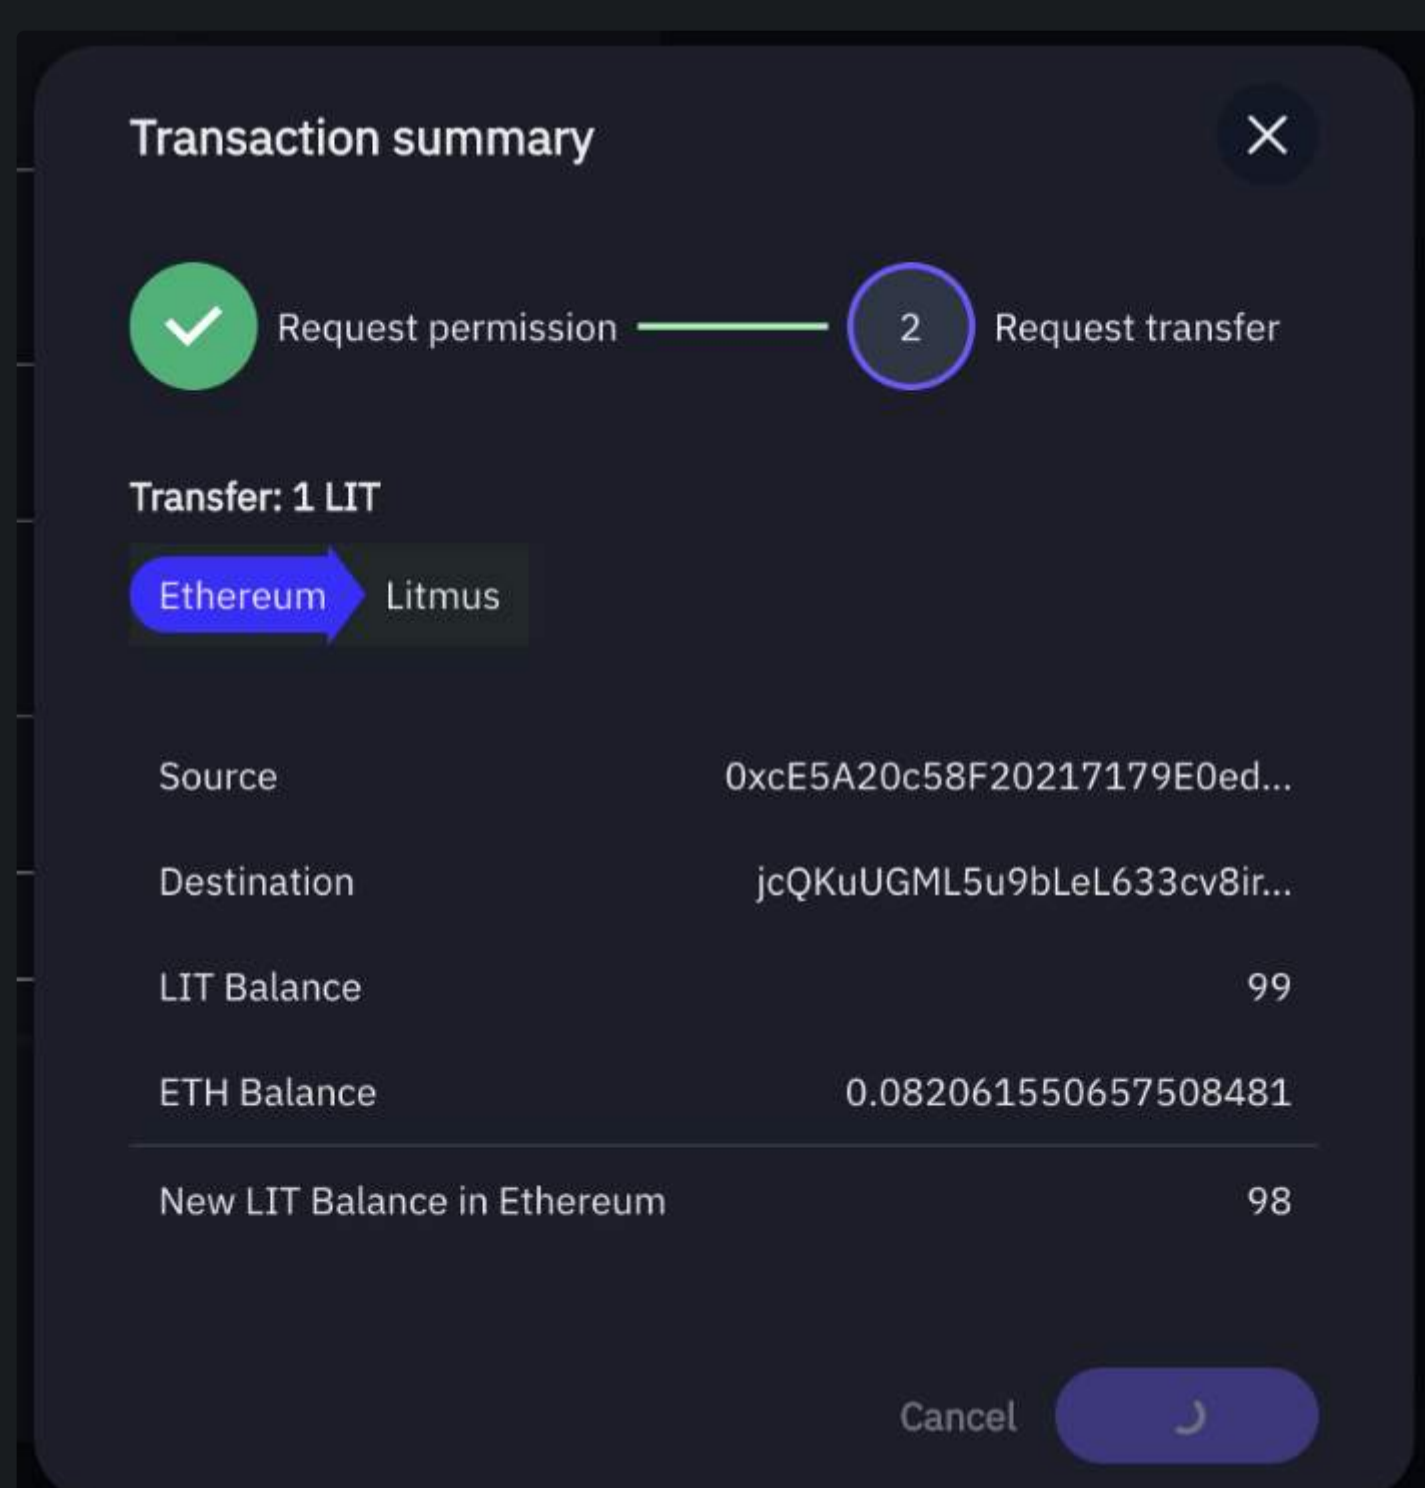 Transaction summary
Request permission
2
Request transfer
Transfer: 1 LIT
Ethereum
Litmus
Source 0xcE5A20c58F20217179E0ed...
Destination jcQKuUGML5u9bLeL633cv8ir...
LIT Balance 99
ETH Balance 0.082061550657508481
New LIT Balance in Ethereum 98
Cancel